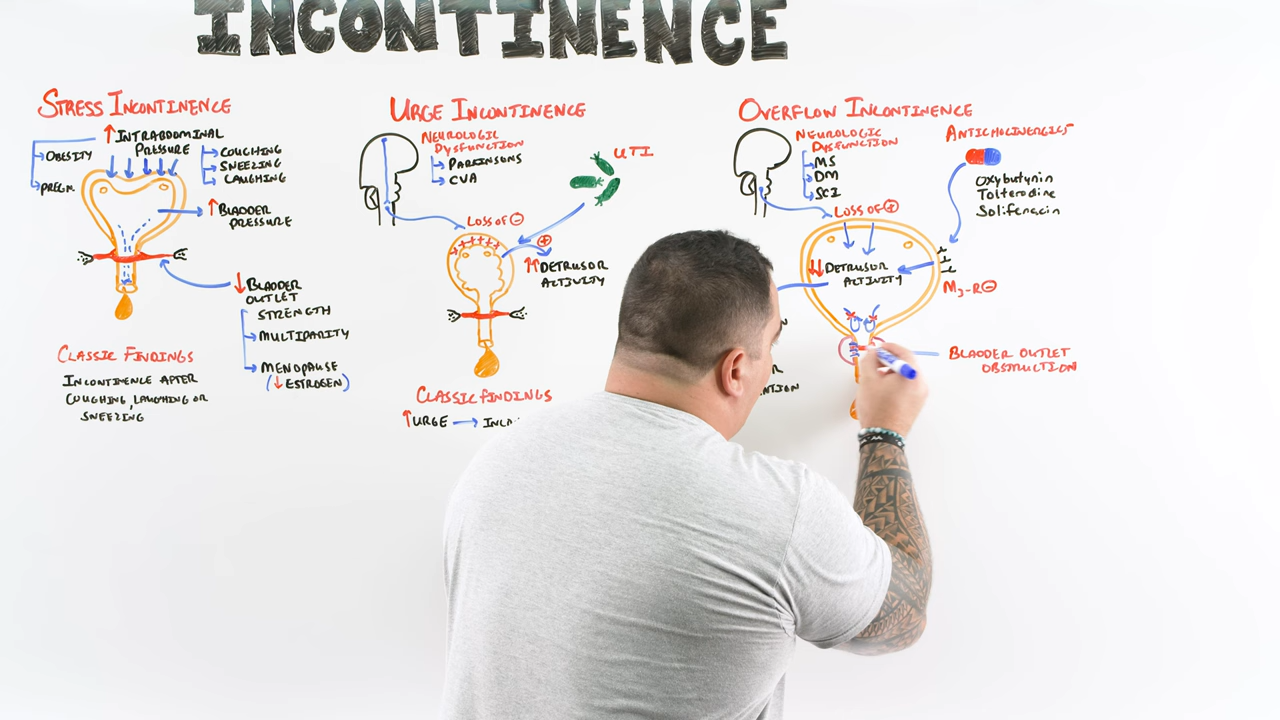 INCONTINENCE
STRESS INCONTINENCE
↑ INTRABDOMINAL
PRESSURE
OBESITY
PREGN
COUGHING
SNEEZING
LAUGHING
↑ BLADDER
PRESSURE
↓ BLADDER
OUTLET
STRENGTH
MULTIPARITY
MENOPAUSE
(↓ ESTROGEN)
CLASSIC FINDINGS
INCONTINENCE AFTER
COUGHING, LAUGHING OR
SNEEZING
URGE INCONTINENCE
NEUROLOGIC
DYSFUNCTION
PARKINSONS
CVA
UTI
LOSS OF ⊖
⊕
↑↑ DETRUSOR
ACTIVITY
CLASSIC FINDINGS
↑ URGE →
OVERFLOW INCONTINENCE
NEUROLOGIC
DYSFUNCTION
MS
DM
SCI
ANTICHOLINERGICS
Oxybutynin
Tolterodine
Solifenacin
LOSS OF ⊕
↓↓ DETRUSOR
ACTIVITY
M3-R⊖
BLADDER OUTLET
OBSTRUCTION